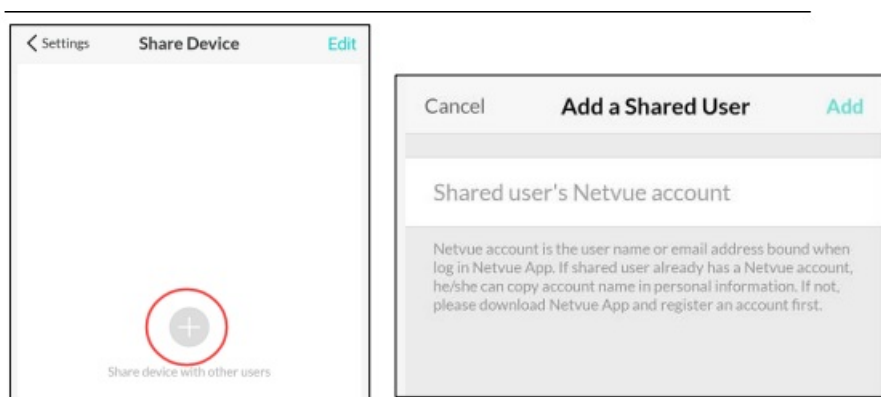 Settings
Share Device
Edit
Share device with other users
Cancel
Add a Shared User
Add
Shared user's Netvue account
Netvue account is the user name or email address bound when
log in Netvue App. If shared user already has a Netvue account,
he/she can copy account name in personal information. If not,
please download Netvue App and register an account first.